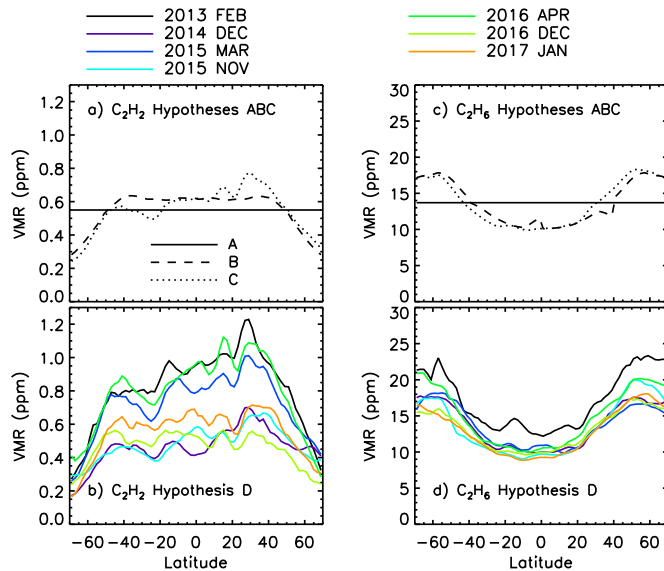 2013 FEB
2014 DEC
2015 MAR
2015 NOV
2016 APR
2016 DEC
2017 JAN
a) C2H2 Hypotheses ABC
VMR (ppm)
1.2
1.0
0.8
0.6
0.4
0.2
0.0
A
B
C
c) C2H6 Hypotheses ABC
VMR (ppm)
30
25
20
15
10
5
0
b) C2H2 Hypothesis D
VMR (ppm)
1.2
1.0
0.8
0.6
0.4
0.2
0.0
-60 -40 -20 0 20 40 60
Latitude
d) C2H6 Hypothesis D
VMR (ppm)
30
25
20
15
10
5
0
-60 -40 -20 0 20 40 60
Latitude